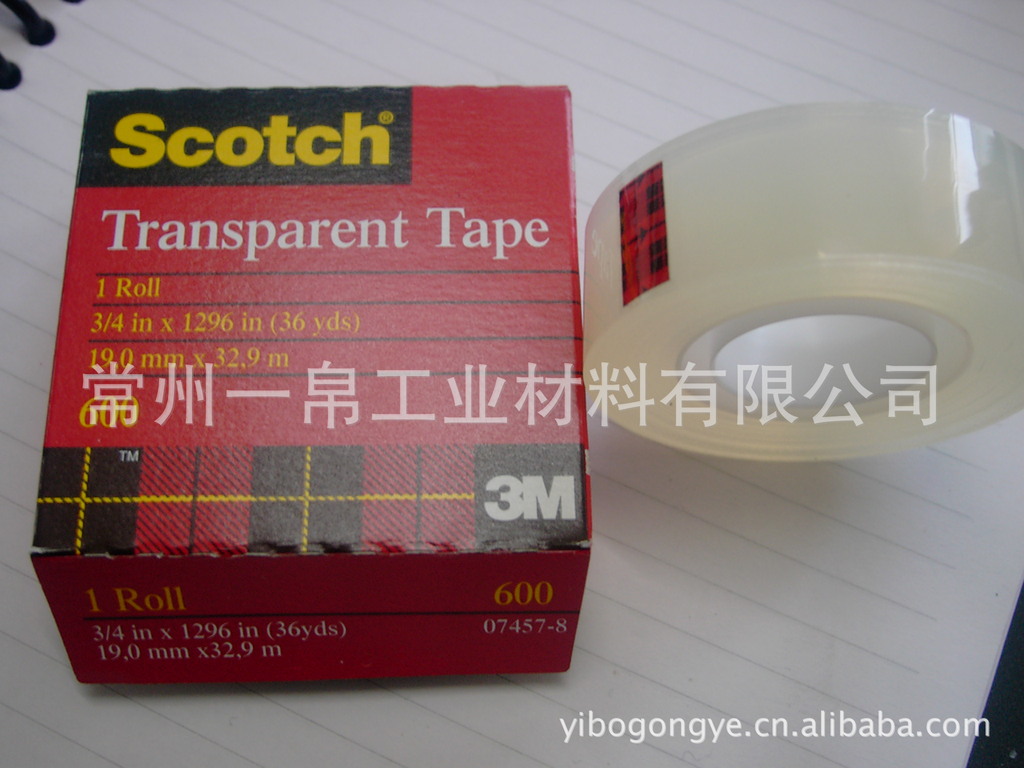 Scotch®
Transparent Tape
1 Roll
3/4 in x 1296 in (36 yds)
19,0 mm x 32,9 m
常州一帛工业材料有限公司
600
TM
3M
1 Roll 600
3/4 in x 1296 in (36yds) 07457-8
19,0 mm x32,9 m
yibogongye.cn.alibaba.com